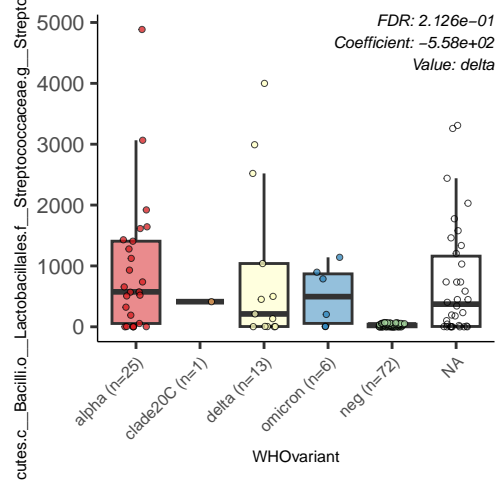 FDR: 2.126e−01
Coefficient: −5.58e+02
Value: delta
cutes.c__Bacilli.o__Lactobacillales.f__Streptococcaceae.g__Strepto
5000
4000
3000
2000
1000
0
alpha (n=25)
clade20C (n=1)
delta (n=13)
omicron (n=6)
neg (n=72)
NA
WHOvariant